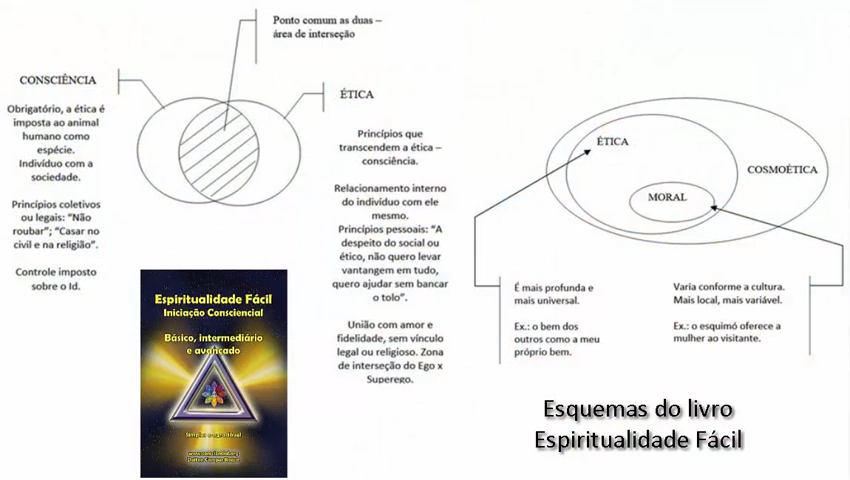 Ponto comum as duas –
área de interseção
CONSCIÊNCIA
Obrigatório, a ética é
imposta ao animal
humano como
espécie.
Indivíduo com a
sociedade.
Princípios coletivos
ou legais: “Não
roubar”; “Casar no
civil e na religião”.
Controle imposto
sobre o Id.
ÉTICA
Princípios que
transcendem a ética –
consciência.
Relacionamento interno
do indivíduo com ele
mesmo.
Princípios pessoais: “A
despeito do social ou
ético, não quero levar
vantagem em tudo,
quero ajudar sem bancar
o tolo”.
União com amor e
fidelidade, sem vínculo
legal ou religioso. Zona
de interseção do Ego x
Superego.
Espiritualidade Fácil
Iniciação Consciencial
Básico, intermediário
e avançado
ÉTICA
COSMOÉTICA
MORAL
É mais profunda e
mais universal.
Ex.: o bem dos
outros como a meu
próprio bem.
Varia conforme a cultura.
Mais local, mais variável.
Ex.: o esquimó oferece a
mulher ao visitante.
Esquemas do livro
Espiritualidade Fácil